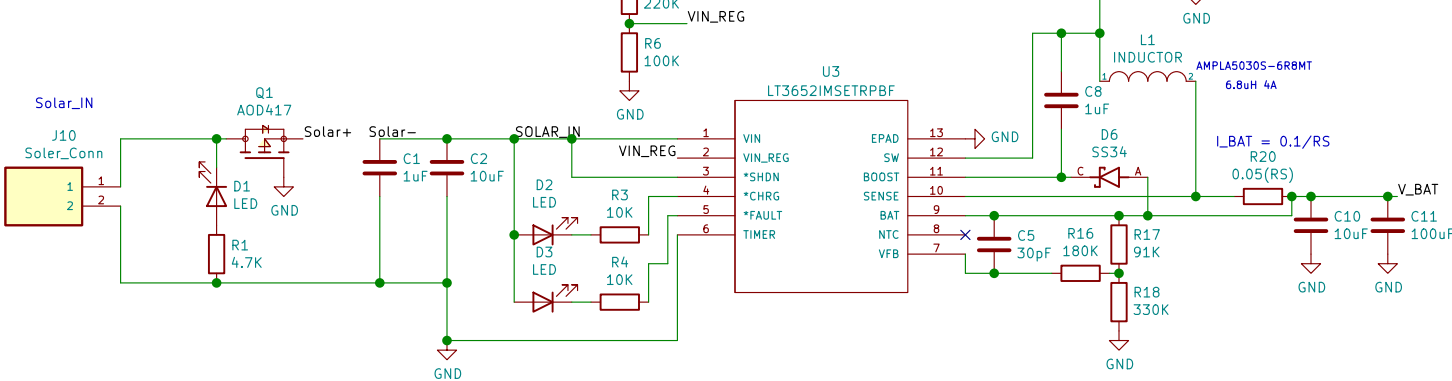 220K
VIN_REG
GND
R6
100K
GND
L1
INDUCTOR
1
2
AMPLA5030S-6R8MT
6.8uH 4A
U3
LT3652IMSETRPBF
Solar_IN
Q1
AOD417
C8
1uF
J10
Soler_Conn
Solar+
Solar-
SOLAR_IN
1
VIN
EPAD
13
GND
D6
SS34
I_BAT = 0.1/RS
VIN_REG
2
VIN_REG
SW
12
R20
0.05(RS)
C1
1uF
C2
10uF
3
*SHDN
BOOST
11
C
A
1
1
2
2
D1
LED
GND
D2
LED
R3
10K
4
*CHRG
SENSE
10
V_BAT
5
*FAULT
BAT
9
C10
10uF
C11
100uF
6
TIMER
NTC
8
C5
30pF
R16
180K
R17
91K
VFB
7
R1
4.7K
D3
LED
R4
10K
R18
330K
GND
GND
GND
GND